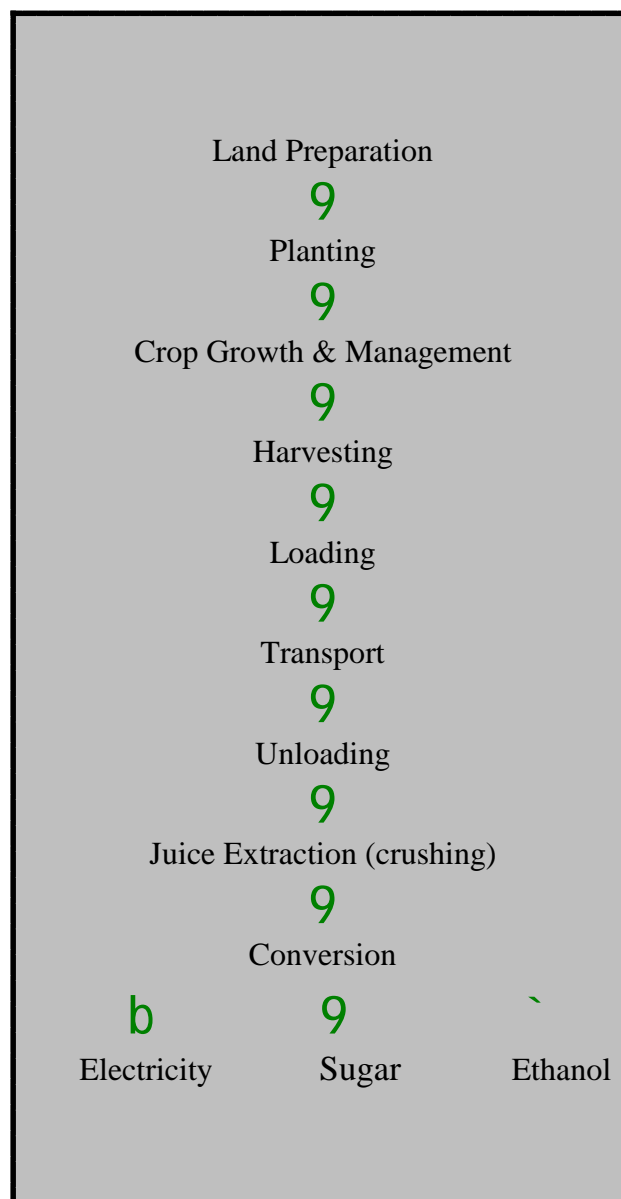 Land Preparation
9
Planting
9
Crop Growth & Management
9
Harvesting
9
Loading
9
Transport
9
Unloading
9
Juice Extraction (crushing)
9
Conversion
b 9 `
Electricity Sugar Ethanol